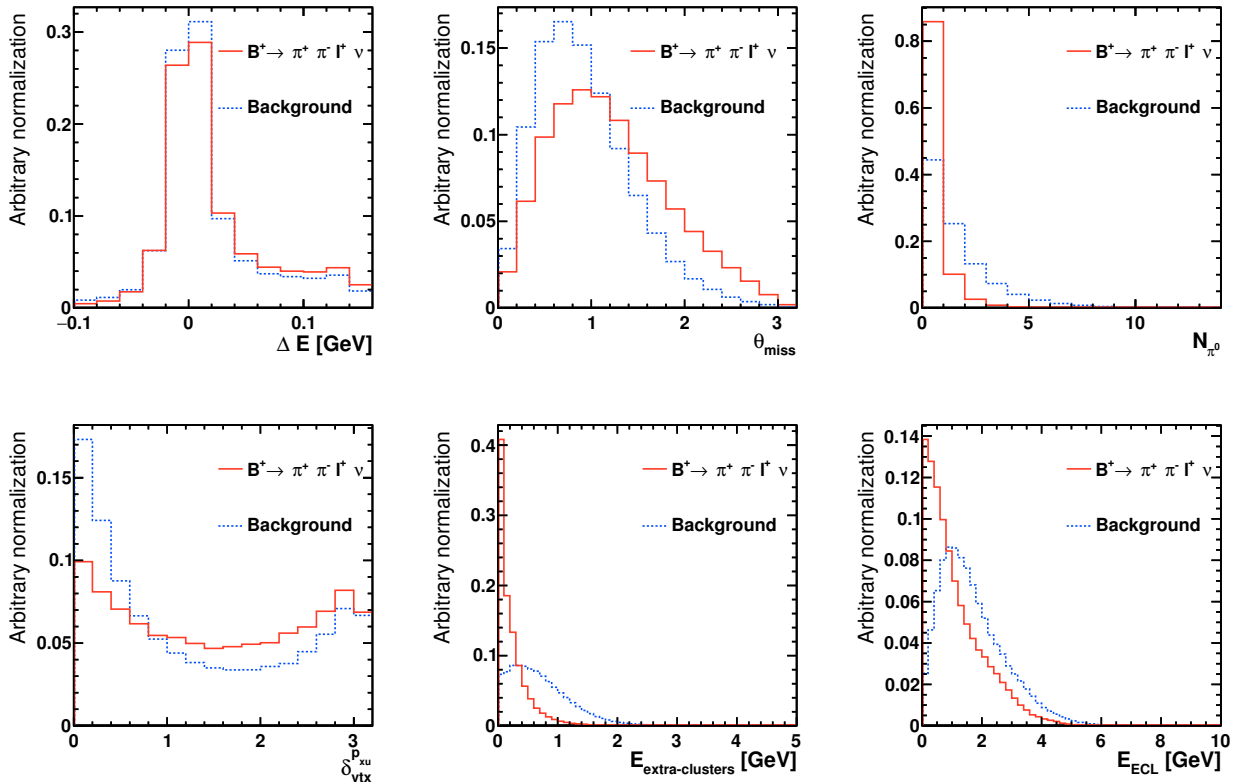 Arbitrary normalization
0.3
0.2
0.1
0
B⁺→ π⁺ π⁻ l⁺ ν
Background
−0.1 0 0.1
Δ E [GeV]
Arbitrary normalization
0.15
0.1
0.05
0
B⁺→ π⁺ π⁻ l⁺ ν
Background
0 1 2 3
θmiss
Arbitrary normalization
0.8
0.6
0.4
0.2
0
B⁺→ π⁺ π⁻ l⁺ ν
Background
0 5 10
Nπ⁰
Arbitrary normalization
0.15
0.1
0.05
0
B⁺→ π⁺ π⁻ l⁺ ν
Background
0 1 2 3
δvtx pxu
Arbitrary normalization
0.4
0.3
0.2
0.1
0
B⁺→ π⁺ π⁻ l⁺ ν
Background
0 1 2 3 4 5
Eextra-clusters [GeV]
Arbitrary normalization
0.14
0.12
0.1
0.08
0.06
0.04
0.02
0
B⁺→ π⁺ π⁻ l⁺ ν
Background
0 2 4 6 8 10
EECL [GeV]